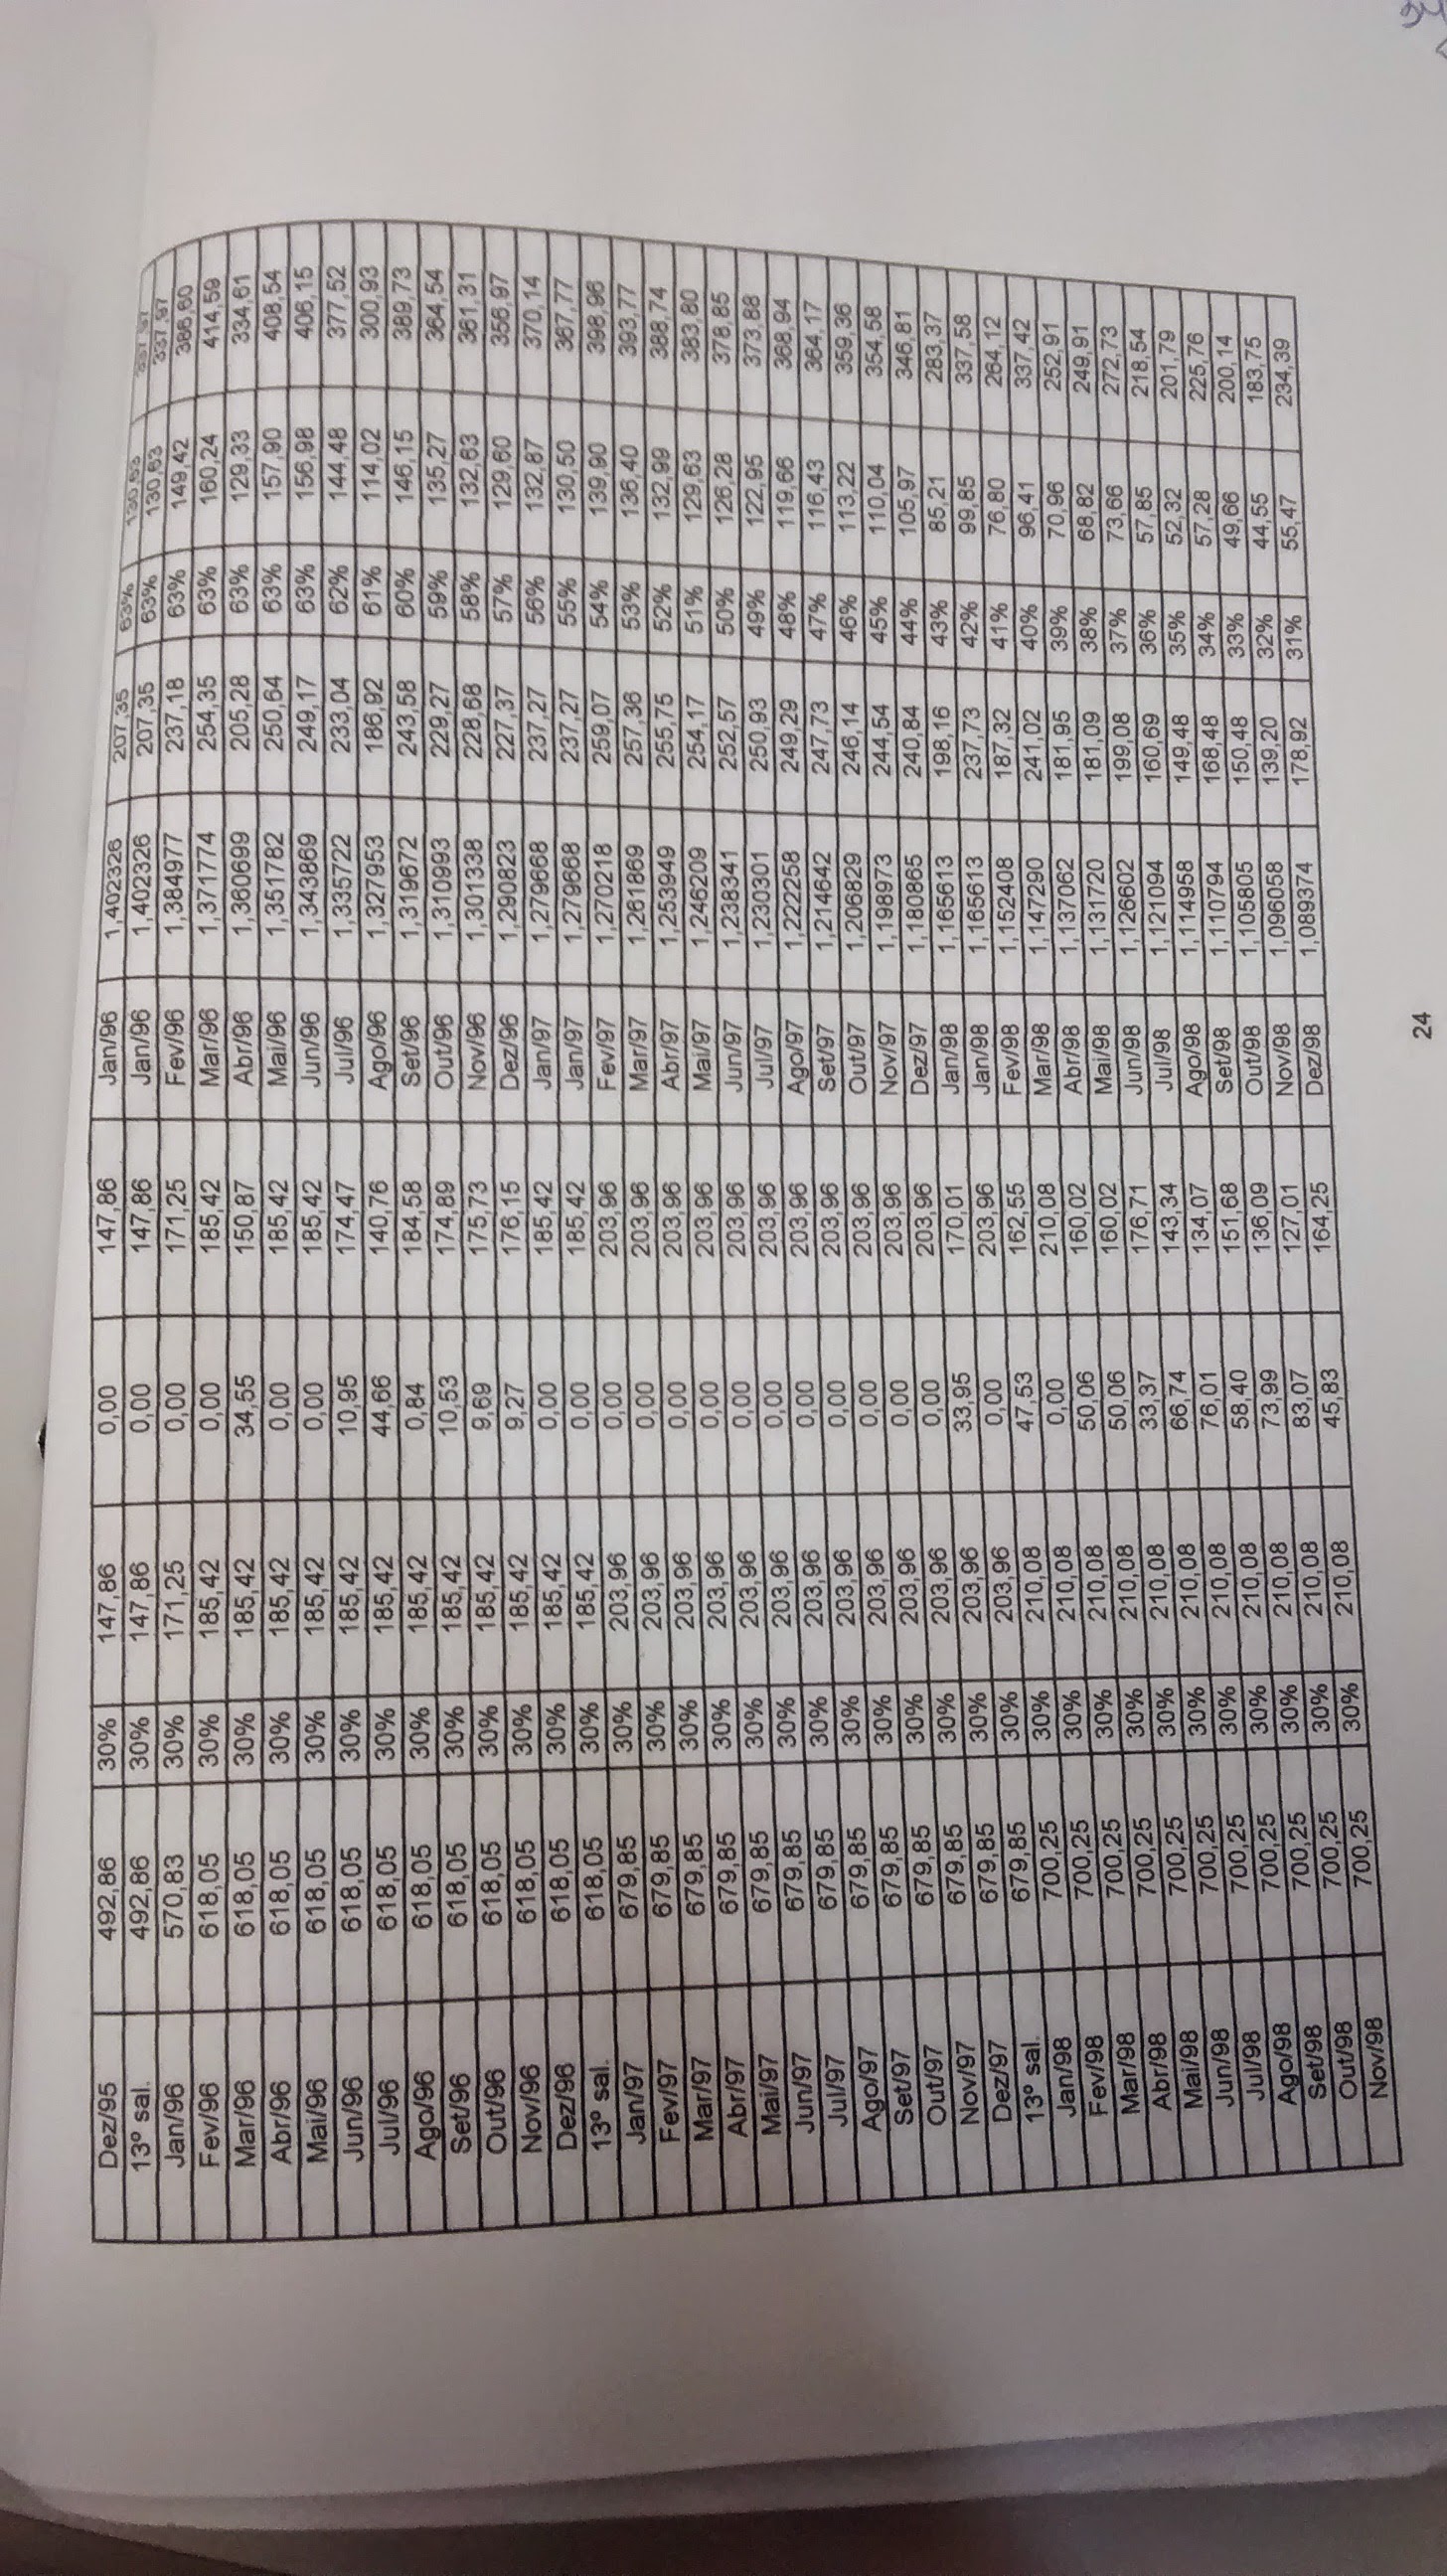 Dez/95 492,86 30% 147,86 0,00 147,86 Jan/96 1,402326 207,35 63% 130,63 337,97
13º sal. 492,86 30% 147,86 0,00 147,86 Jan/96 1,402326 207,35 63% 130,63 337,97
Jan/96 570,83 30% 171,25 0,00 171,25 Fev/96 1,384977 237,18 63% 149,42 386,60
Fev/96 618,05 30% 185,42 0,00 185,42 Mar/96 1,371774 254,35 63% 160,24 414,59
Mar/96 618,05 30% 185,42 34,55 150,87 Abr/96 1,360699 205,28 63% 129,33 334,61
Abr/96 618,05 30% 185,42 0,00 185,42 Mai/96 1,351782 250,64 63% 157,90 408,54
Mai/96 618,05 30% 185,42 0,00 185,42 Jun/96 1,343869 249,17 63% 156,98 406,15
Jun/96 618,05 30% 185,42 10,95 174,47 Jul/96 1,335722 233,04 62% 144,48 377,52
Jul/96 618,05 30% 185,42 44,66 140,76 Ago/96 1,327953 186,92 61% 114,02 300,93
Ago/96 618,05 30% 185,42 0,84 184,58 Set/96 1,319672 243,58 60% 146,15 389,73
Set/96 618,05 30% 185,42 10,53 174,89 Out/96 1,310993 229,27 59% 135,27 364,54
Out/96 618,05 30% 185,42 9,69 175,73 Nov/96 1,301338 228,68 58% 132,63 361,31
Nov/96 618,05 30% 185,42 9,27 176,15 Dez/96 1,290823 227,37 57% 129,60 356,97
Dez/96 618,05 30% 185,42 0,00 185,42 Jan/97 1,279668 237,27 56% 132,87 370,14
13º sal. 618,05 30% 185,42 0,00 185,42 Jan/97 1,279668 237,27 55% 130,50 367,77
Jan/97 679,85 30% 203,96 0,00 203,96 Fev/97 1,270218 259,07 54% 139,90 398,96
Fev/97 679,85 30% 203,96 0,00 203,96 Mar/97 1,261869 257,36 53% 136,40 393,77
Mar/97 679,85 30% 203,96 0,00 203,96 Abr/97 1,253949 255,75 52% 132,99 388,74
Abr/97 679,85 30% 203,96 0,00 203,96 Mai/97 1,246209 254,17 51% 129,63 383,80
Mai/97 679,85 30% 203,96 0,00 203,96 Jun/97 1,238341 252,57 50% 126,28 378,85
Jun/97 679,85 30% 203,96 0,00 203,96 Jul/97 1,230301 250,93 49% 122,95 373,88
Jul/97 679,85 30% 203,96 0,00 203,96 Ago/97 1,222258 249,29 48% 119,66 368,94
Ago/97 679,85 30% 203,96 0,00 203,96 Set/97 1,214642 247,73 47% 116,43 364,17
Set/97 679,85 30% 203,96 0,00 203,96 Out/97 1,206829 246,14 46% 113,22 359,36
Out/97 679,85 30% 203,96 0,00 203,96 Nov/97 1,198973 244,54 45% 110,04 354,58
Nov/97 679,85 30% 203,96 0,00 203,96 Dez/97 1,180865 240,84 44% 105,97 346,81
Dez/97 679,85 30% 203,96 33,95 170,01 Jan/98 1,165613 198,16 43% 85,21 283,37
13º sal. 679,85 30% 203,96 0,00 203,96 Jan/98 1,165613 237,73 42% 99,85 337,58
Jan/98 700,25 30% 210,08 47,53 162,55 Fev/98 1,152408 187,32 41% 76,80 264,12
Fev/98 700,25 30% 210,08 0,00 210,08 Mar/98 1,147290 241,02 40% 96,41 337,42
Mar/98 700,25 30% 210,08 50,06 160,02 Abr/98 1,137062 181,95 39% 70,96 252,91
Abr/98 700,25 30% 210,08 50,06 160,02 Mai/98 1,131720 181,09 38% 68,82 249,91
Mai/98 700,25 30% 210,08 33,37 176,71 Jun/98 1,126602 199,08 37% 73,66 272,73
Jun/98 700,25 30% 210,08 66,74 143,34 Jul/98 1,121094 160,69 36% 57,85 218,54
Jul/98 700,25 30% 210,08 76,01 134,07 Ago/98 1,114958 149,48 35% 52,32 201,79
Ago/98 700,25 30% 210,08 58,40 151,68 Set/98 1,110794 168,48 34% 57,28 225,76
Set/98 700,25 30% 210,08 73,99 136,09 Out/98 1,105805 150,48 33% 49,66 200,14
Out/98 700,25 30% 210,08 83,07 127,01 Nov/98 1,096058 139,20 32% 44,55 183,75
Nov/98 700,25 30% 210,08 45,83 164,25 Dez/98 1,089374 178,92 31% 55,47 234,39
24